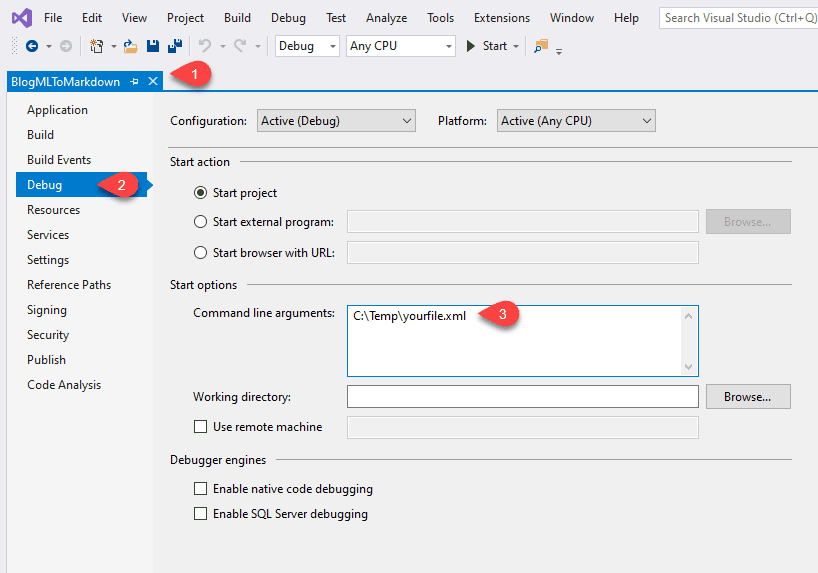 File Edit View Project Build Debug Test Analyze Tools Extensions Window Help Search Visual Studio (Ctrl+Q)
Debug Any CPU Start
BlogMLToMarkdown 1
Application
Build
Build Events
Debug 2
Resources
Services
Settings
Reference Paths
Signing
Security
Publish
Code Analysis
Configuration: Active (Debug) Platform: Active (Any CPU)
Start action
Start project
Start external program: Browse...
Start browser with URL:
Start options
Command line arguments: C:\Temp\yourfile.xml 3
Working directory: Browse...
Use remote machine
Debugger engines
Enable native code debugging
Enable SQL Server debugging